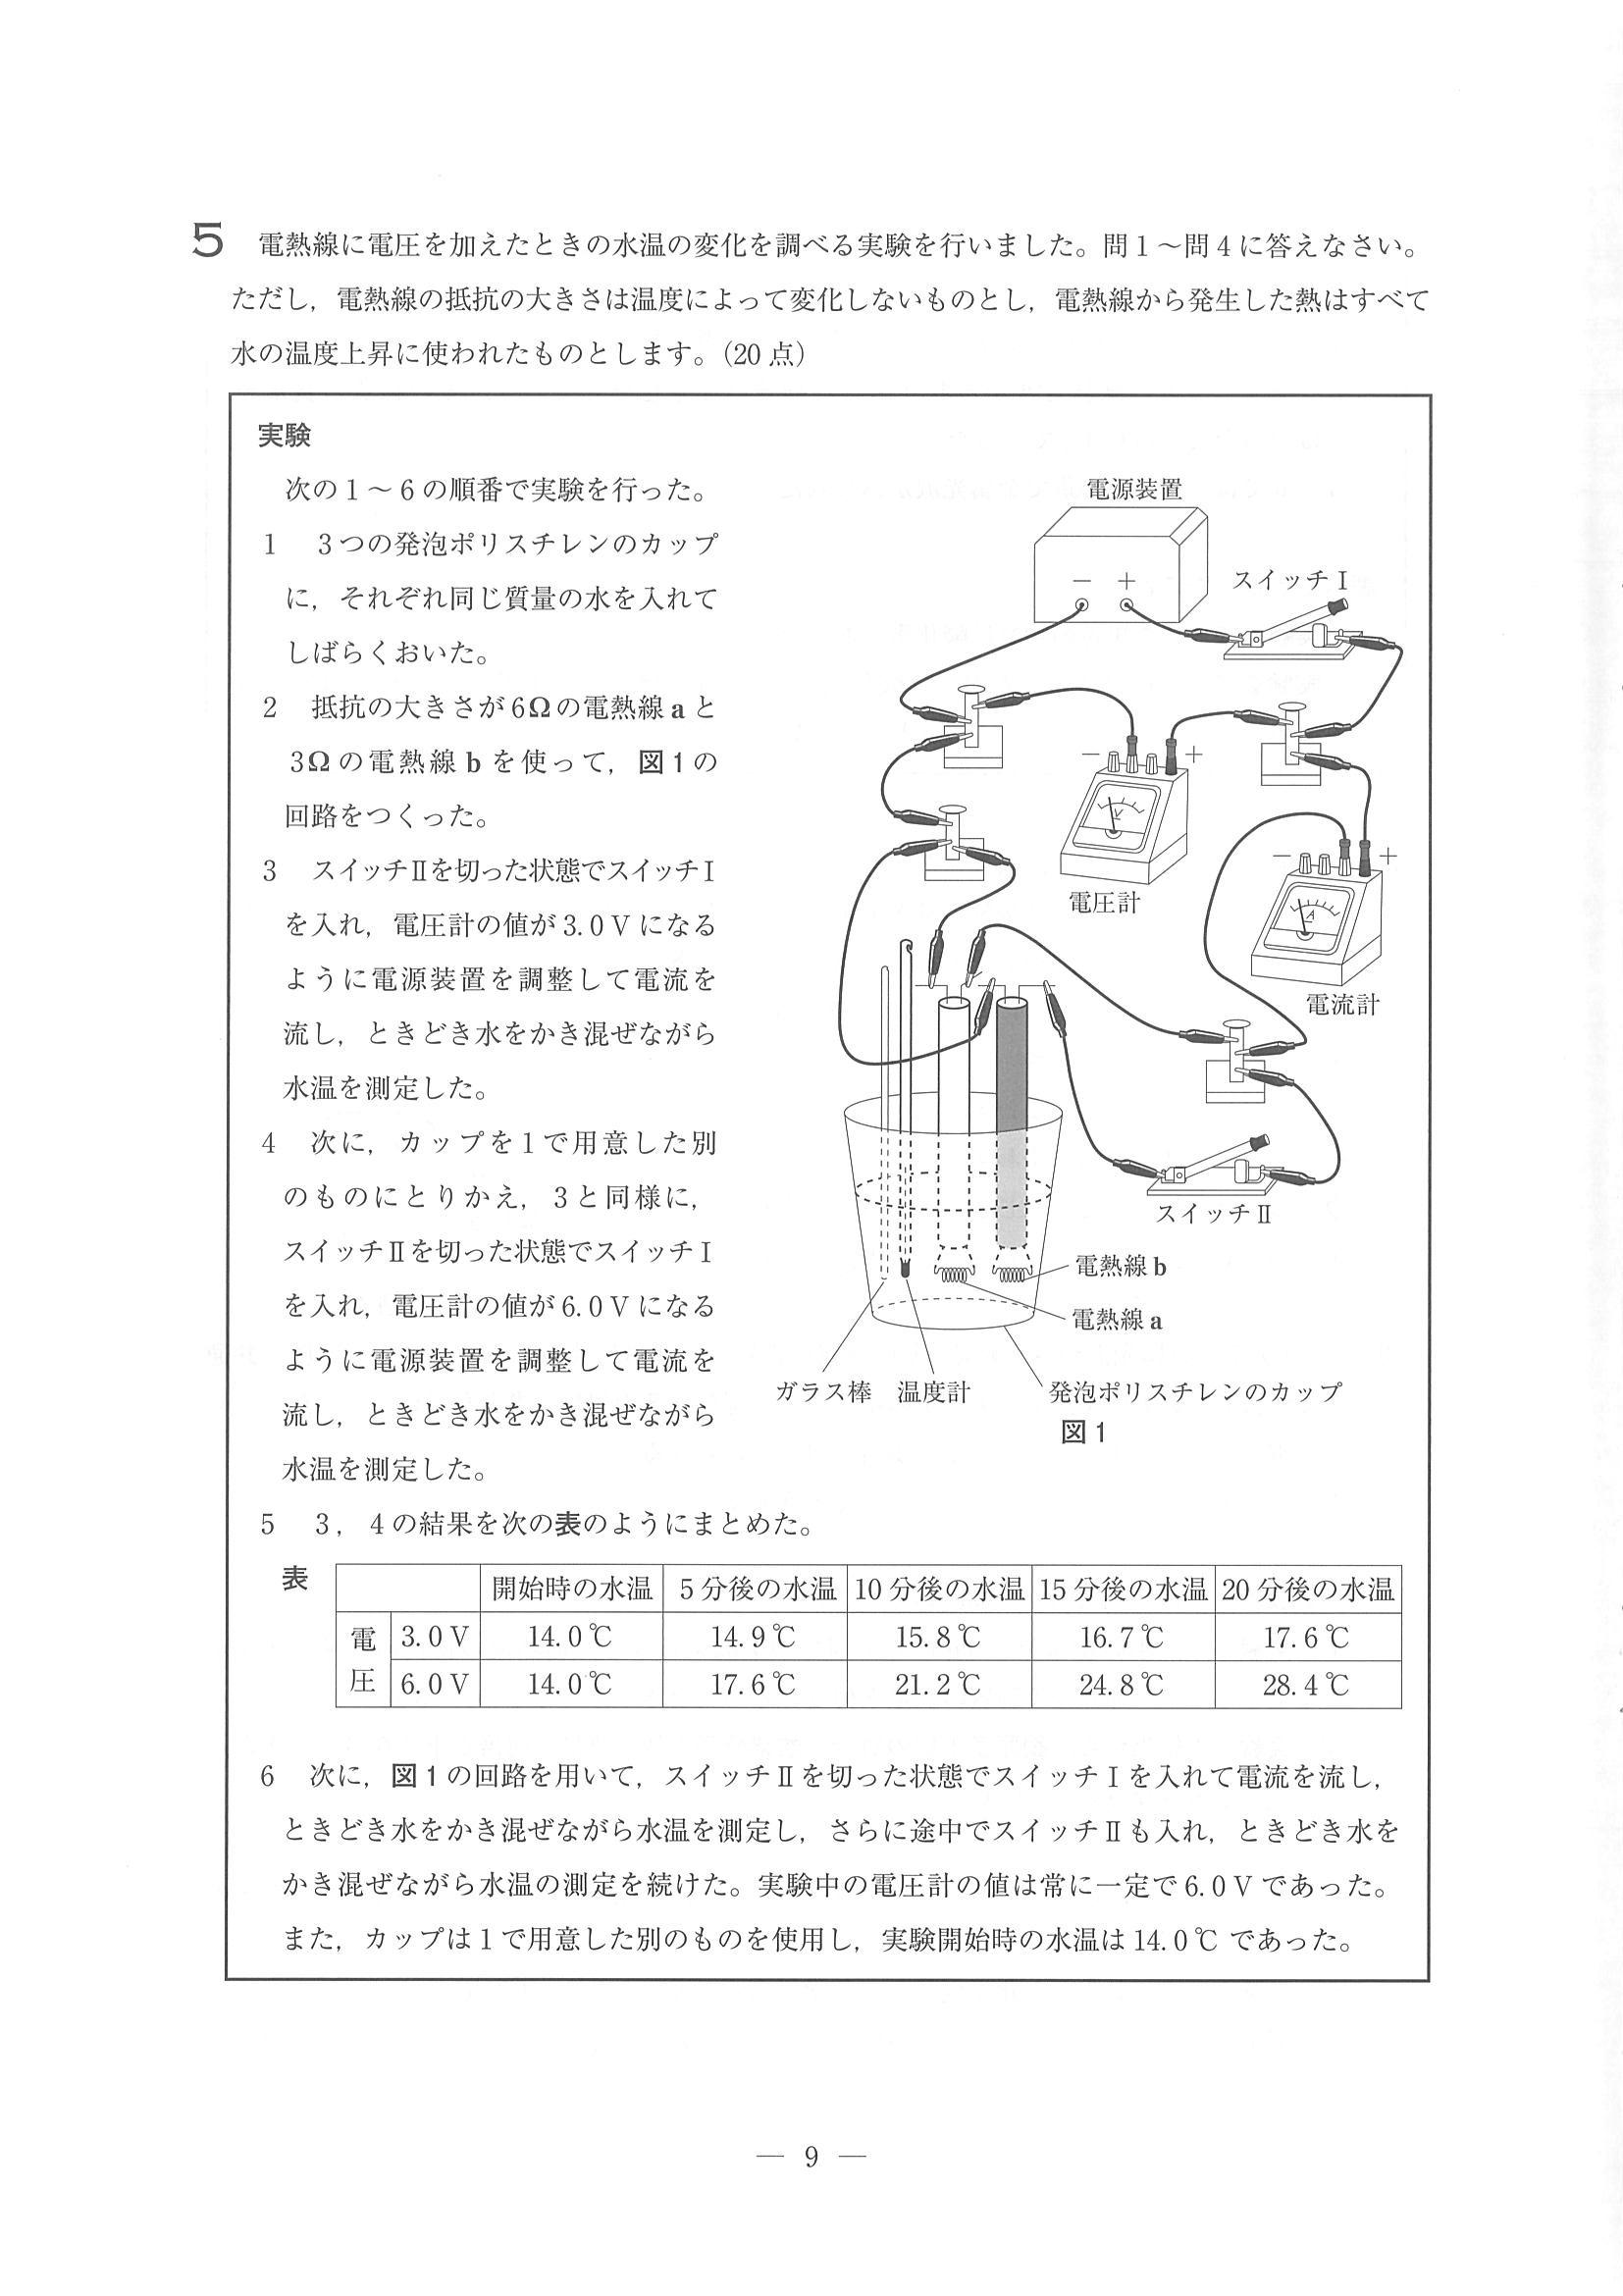 5 電熱線に電圧を加えたときの水温の変化を調べる実験を行いました。問1～問4に答えなさい。
ただし，電熱線の抵抗の大きさは温度によって変化しないものとし，電熱線から発生した熱はすべて
水の温度上昇に使われたものとします。(20点)
実験
次の1～6の順番で実験を行った。
1 3つの発泡ポリスチレンのカップ
に，それぞれ同じ質量の水を入れて
しばらくおいた。
2 抵抗の大きさが6Ωの電熱線aと
3Ωの電熱線bを使って，図1の
回路をつくった。
3 スイッチⅡを切った状態でスイッチⅠ
を入れ，電圧計の値が3.0Vになる
ように電源装置を調整して電流を
流し，ときどき水をかき混ぜながら
水温を測定した。
4 次に，カップを1で用意した別
のものにとりかえ，3と同様に，
スイッチⅡを切った状態でスイッチⅠ
を入れ，電圧計の値が6.0Vになる
ように電源装置を調整して電流を
流し，ときどき水をかき混ぜながら
水温を測定した。
電源装置
－ ＋
スイッチⅠ
－ ＋
V
電圧計
－ ＋
A
電流計
スイッチⅡ
電熱線b
電熱線a
ガラス棒 温度計 発泡ポリスチレンのカップ
図1
5 3，4の結果を次の表のようにまとめた。
表
開始時の水温 5分後の水温 10分後の水温 15分後の水温 20分後の水温
電圧 3.0V 14.0℃ 14.9℃ 15.8℃ 16.7℃ 17.6℃
6.0V 14.0℃ 17.6℃ 21.2℃ 24.8℃ 28.4℃
6 次に，図1の回路を用いて，スイッチⅡを切った状態でスイッチⅠを入れて電流を流し，
ときどき水をかき混ぜながら水温を測定し，さらに途中でスイッチⅡも入れ，ときどき水を
かき混ぜながら水温の測定を続けた。実験中の電圧計の値は常に一定で6.0Vであった。
また，カップは1で用意した別のものを使用し，実験開始時の水温は14.0℃であった。
— 9 —